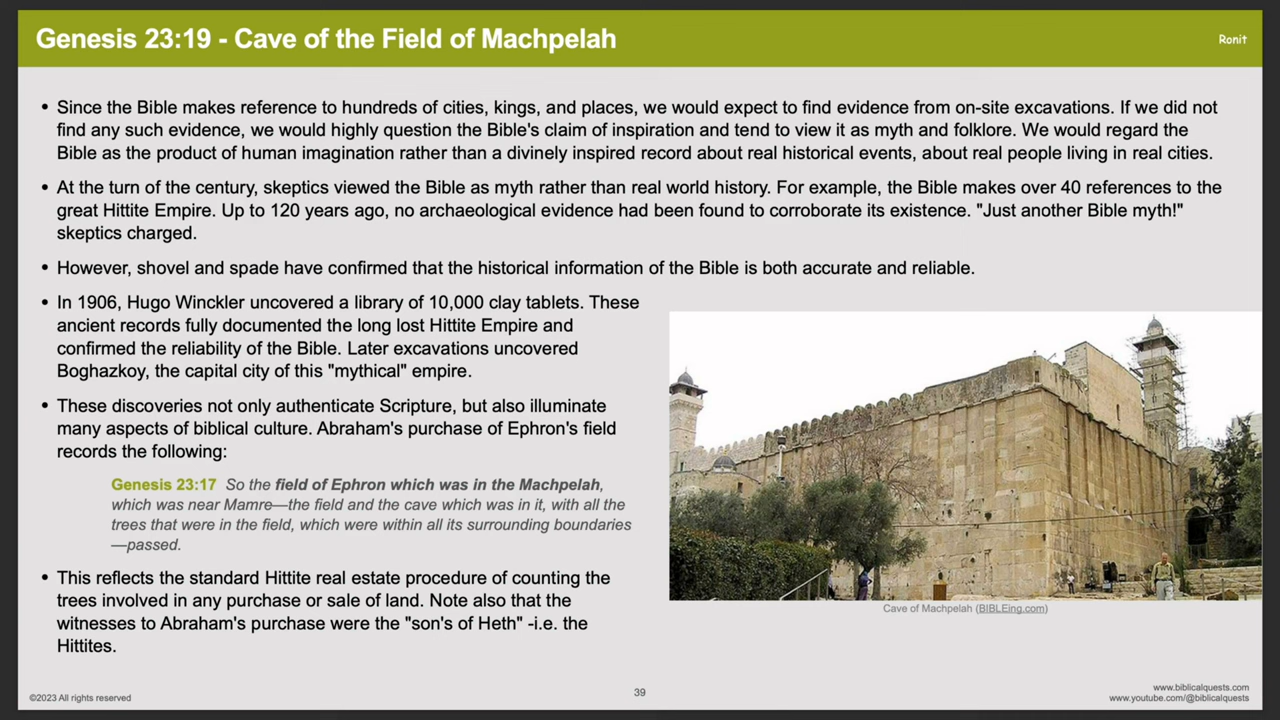 Genesis 23:19 - Cave of the Field of Machpelah
Ronit
• Since the Bible makes reference to hundreds of cities, kings, and places, we would expect to find evidence from on-site excavations. If we did not
find any such evidence, we would highly question the Bible's claim of inspiration and tend to view it as myth and folklore. We would regard the
Bible as the product of human imagination rather than a divinely inspired record about real historical events, about real people living in real cities.
• At the turn of the century, skeptics viewed the Bible as myth rather than real world history. For example, the Bible makes over 40 references to the
great Hittite Empire. Up to 120 years ago, no archaeological evidence had been found to corroborate its existence. "Just another Bible myth!"
skeptics charged.
• However, shovel and spade have confirmed that the historical information of the Bible is both accurate and reliable.
• In 1906, Hugo Winckler uncovered a library of 10,000 clay tablets. These
ancient records fully documented the long lost Hittite Empire and
confirmed the reliability of the Bible. Later excavations uncovered
Boghazkoy, the capital city of this "mythical" empire.
• These discoveries not only authenticate Scripture, but also illuminate
many aspects of biblical culture. Abraham's purchase of Ephron's field
records the following:
Genesis 23:17 So the field of Ephron which was in the Machpelah,
which was near Mamre—the field and the cave which was in it, with all the
trees that were in the field, which were within all its surrounding boundaries
—passed.
• This reflects the standard Hittite real estate procedure of counting the
trees involved in any purchase or sale of land. Note also that the
witnesses to Abraham's purchase were the "son's of Heth" -i.e. the
Hittites.
Cave of Machpelah (BIBLEing.com)
©2023 All rights reserved
39
www.biblicalquests.com
www.youtube.com/@biblicalquests